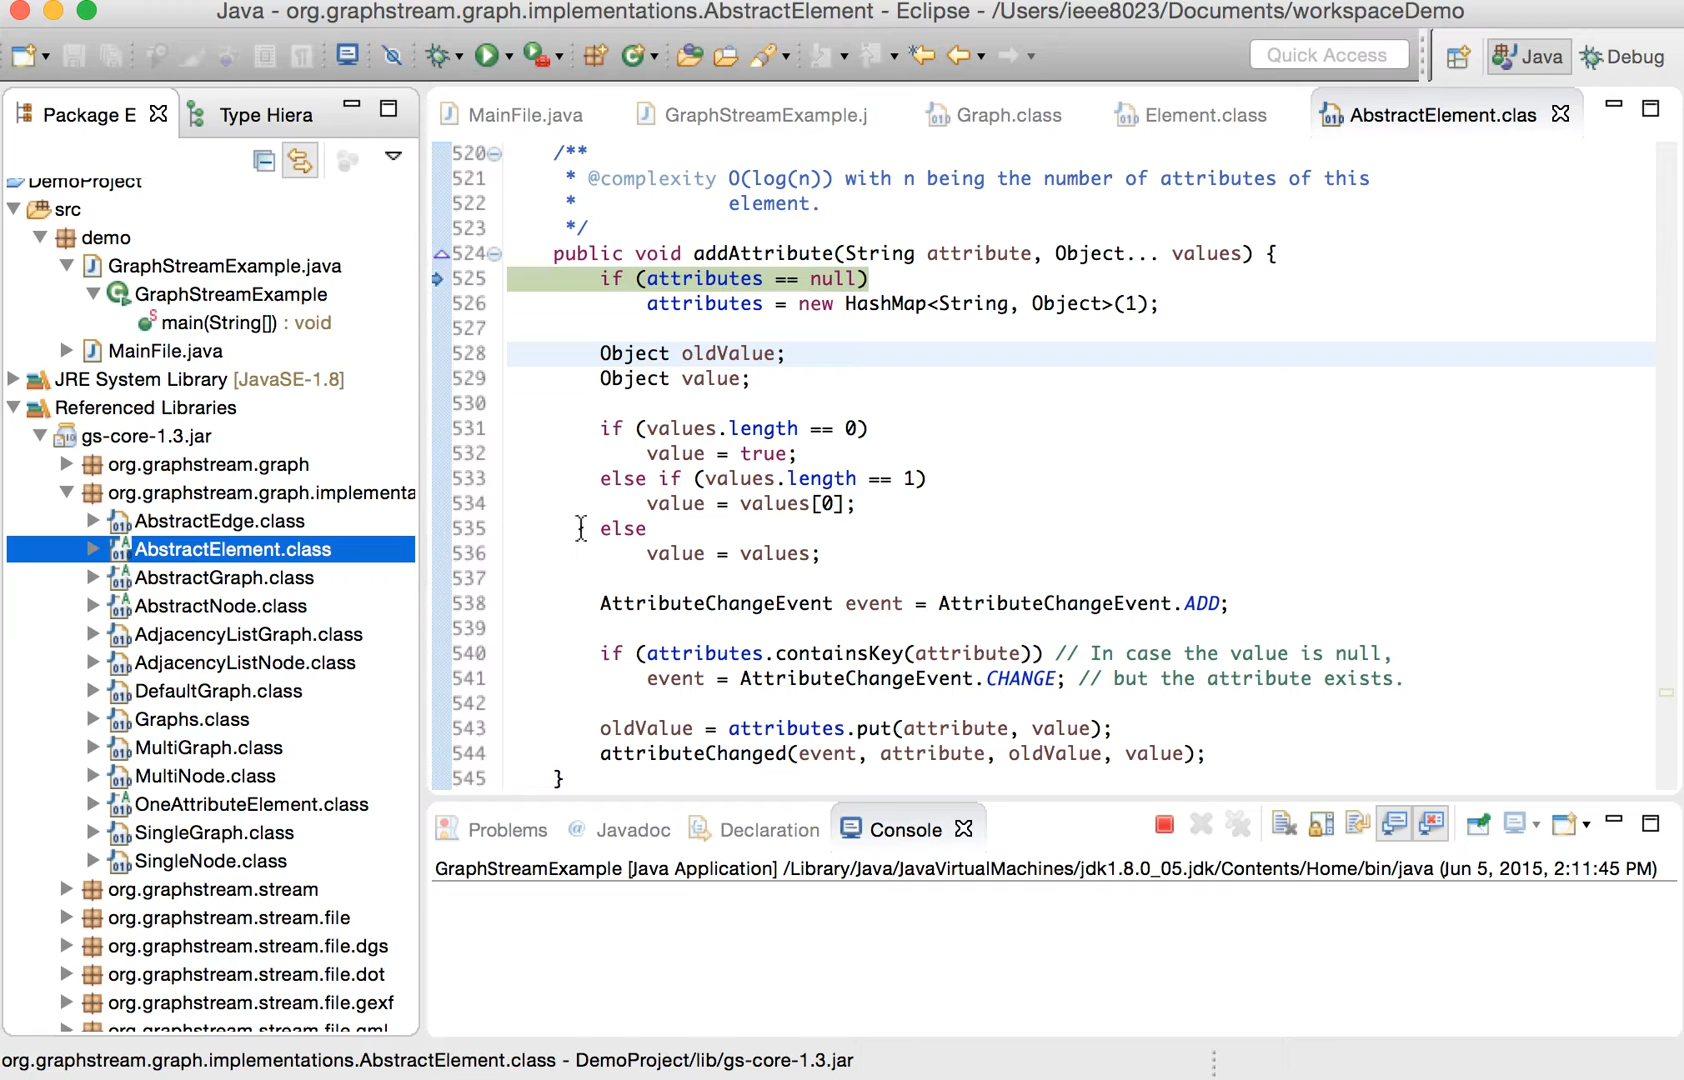 Java - org.graphstream.graph.implementations.AbstractElement - Eclipse - /Users/ieee8023/Documents/workspaceDemo
Quick Access
Java
Debug
Package E
Type Hiera
DemoProject
src
demo
GraphStreamExample.java
GraphStreamExample
main(String[]) : void
MainFile.java
JRE System Library [JavaSE-1.8]
Referenced Libraries
gs-core-1.3.jar
org.graphstream.graph
org.graphstream.graph.implementa
AbstractEdge.class
AbstractElement.class
AbstractGraph.class
AbstractNode.class
AdjacencyListGraph.class
AdjacencyListNode.class
DefaultGraph.class
Graphs.class
MultiGraph.class
MultiNode.class
OneAttributeElement.class
SingleGraph.class
SingleNode.class
org.graphstream.stream
org.graphstream.stream.file
org.graphstream.stream.file.dgs
org.graphstream.stream.file.dot
org.graphstream.stream.file.gexf
org.graphstream.stream.file.gml
MainFile.java
GraphStreamExample.j
Graph.class
Element.class
AbstractElement.clas
520 /**
521 * @complexity O(log(n)) with n being the number of attributes of this
522 * element.
523 */
524 public void addAttribute(String attribute, Object... values) {
525 if (attributes == null)
526 attributes = new HashMap<String, Object>(1);
527
528 Object oldValue;
529 Object value;
530
531 if (values.length == 0)
532 value = true;
533 else if (values.length == 1)
534 value = values[0];
535 else
536 value = values;
537
538 AttributeChangeEvent event = AttributeChangeEvent.ADD;
539
540 if (attributes.containsKey(attribute)) // In case the value is null,
541 event = AttributeChangeEvent.CHANGE; // but the attribute exists.
542
543 oldValue = attributes.put(attribute, value);
544 attributeChanged(event, attribute, oldValue, value);
545 }
Problems
@ Javadoc
Declaration
Console
GraphStreamExample [Java Application] /Library/Java/JavaVirtualMachines/jdk1.8.0_05.jdk/Contents/Home/bin/java (Jun 5, 2015, 2:11:45 PM)
org.graphstream.graph.implementations.AbstractElement.class - DemoProject/lib/gs-core-1.3.jar